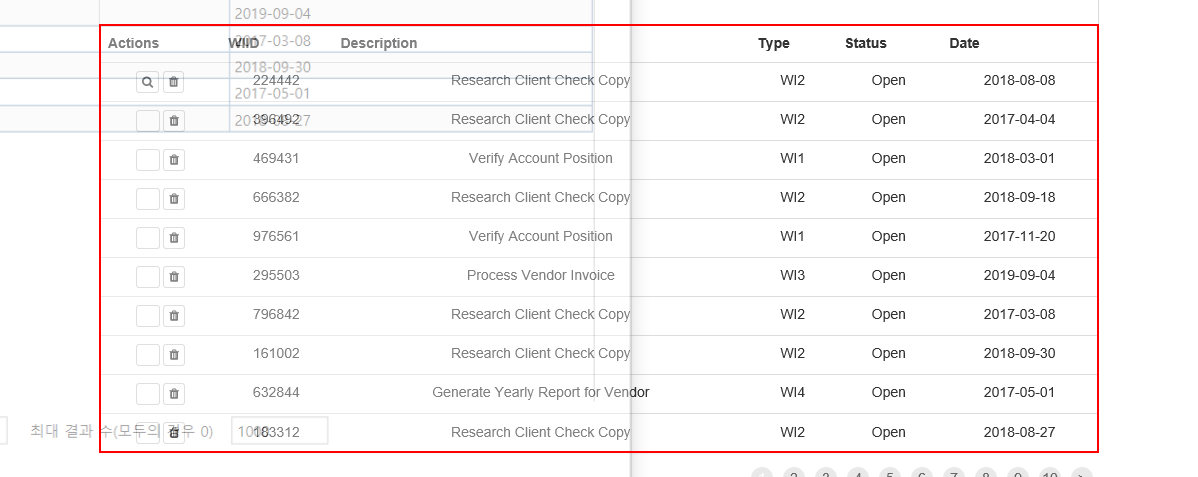 2019-09-04
Actions WIID Description Type Status Date
2017-03-08
2018-09-30
224442 Research Client Check Copy WI2 Open 2018-08-08
2017-05-01
396492 Research Client Check Copy WI2 Open 2017-04-04
2018-08-27
469431 Verify Account Position WI1 Open 2018-03-01
666382 Research Client Check Copy WI2 Open 2018-09-18
976561 Verify Account Position WI1 Open 2017-11-20
295503 Process Vendor Invoice WI3 Open 2019-09-04
796842 Research Client Check Copy WI2 Open 2017-03-08
161002 Research Client Check Copy WI2 Open 2018-09-30
632844 Generate Yearly Report for Vendor WI4 Open 2017-05-01
최대 결과 수(모두의 경우 0)
183312 Research Client Check Copy WI2 Open 2018-08-27
1 2 3 4 5 6 7 8 9 10 >